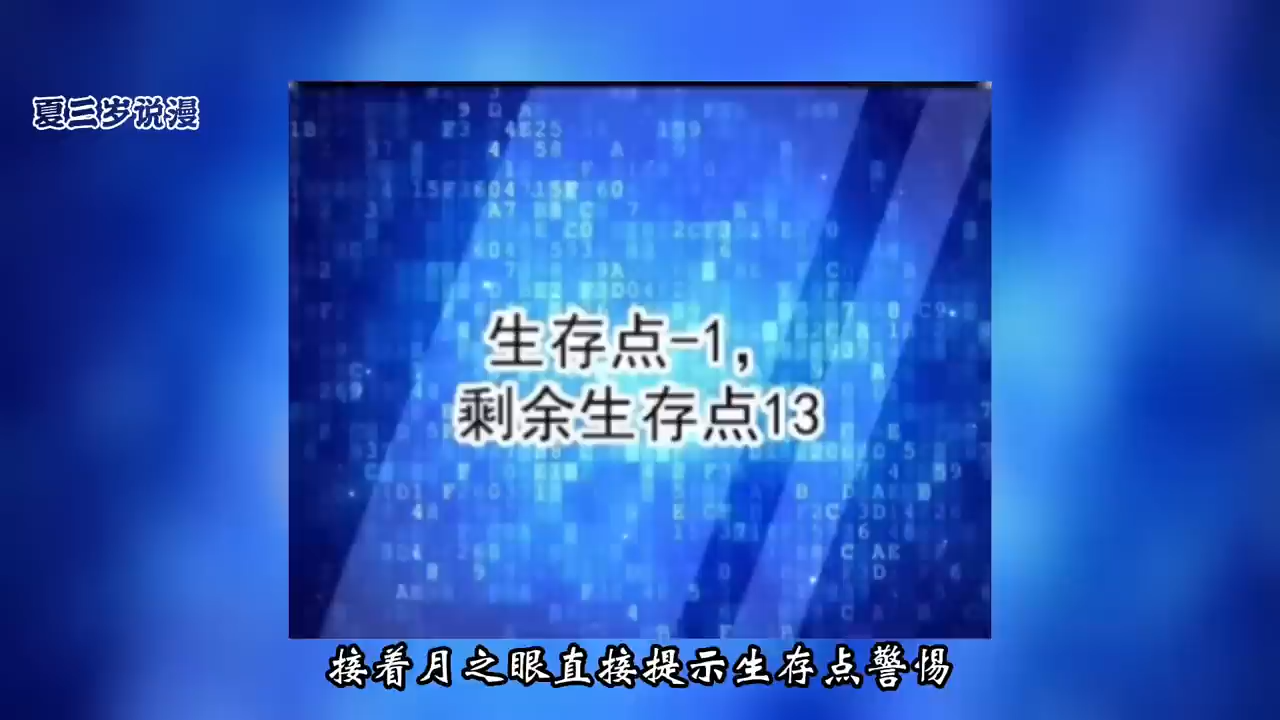 夏三岁说漫
生存点-1，
剩余生存点13
接着月之眼直接提示生存点警惕